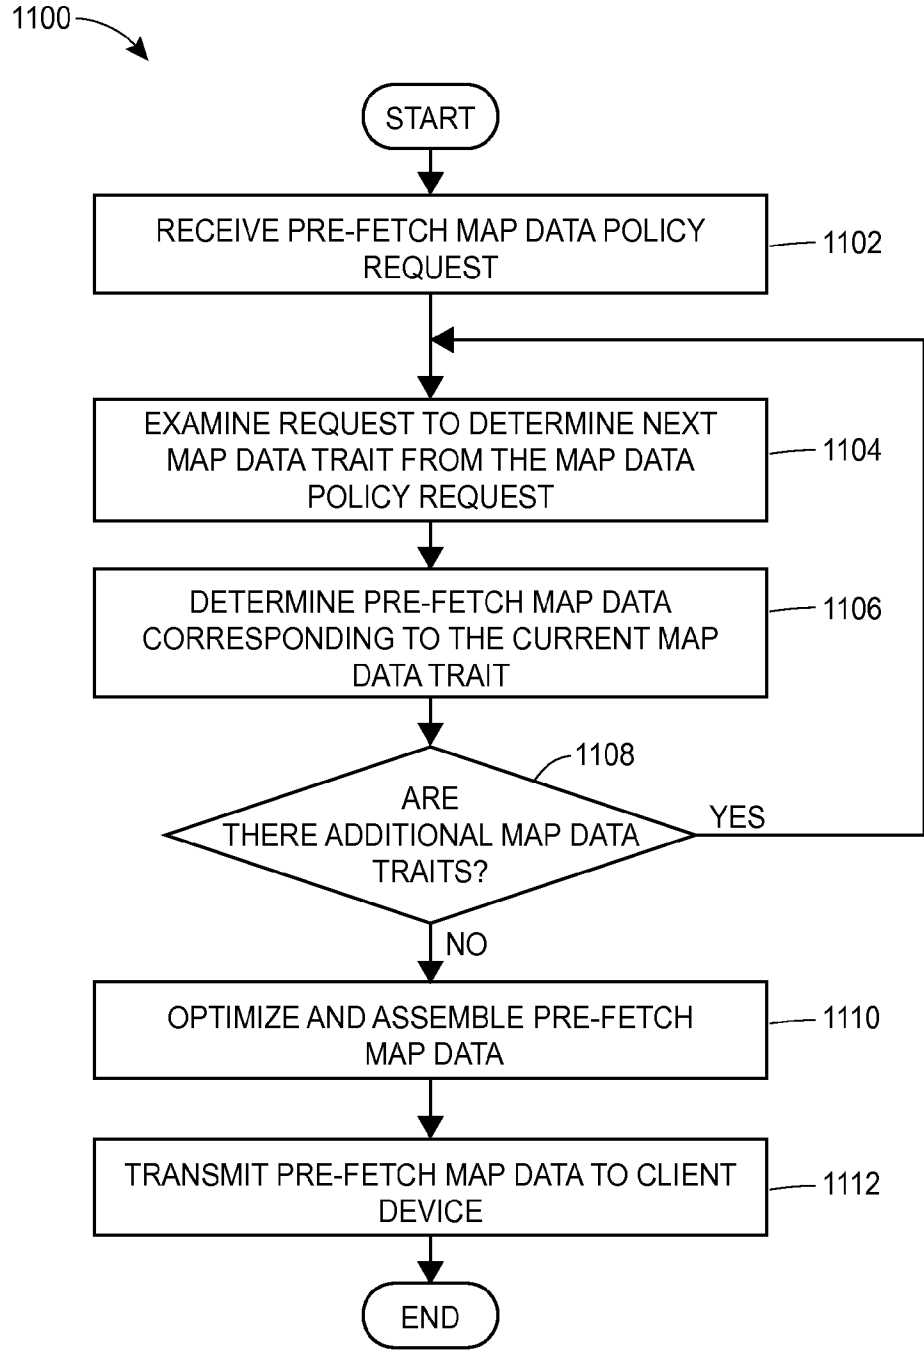 1100
START
RECEIVE PRE-FETCH MAP DATA POLICY
REQUEST
1102
EXAMINE REQUEST TO DETERMINE NEXT
MAP DATA TRAIT FROM THE MAP DATA
POLICY REQUEST
1104
DETERMINE PRE-FETCH MAP DATA
CORRESPONDING TO THE CURRENT MAP
DATA TRAIT
1106
1108
ARE
THERE ADDITIONAL MAP DATA
TRAITS?
YES
NO
OPTIMIZE AND ASSEMBLE PRE-FETCH
MAP DATA
1110
TRANSMIT PRE-FETCH MAP DATA TO CLIENT
DEVICE
1112
END